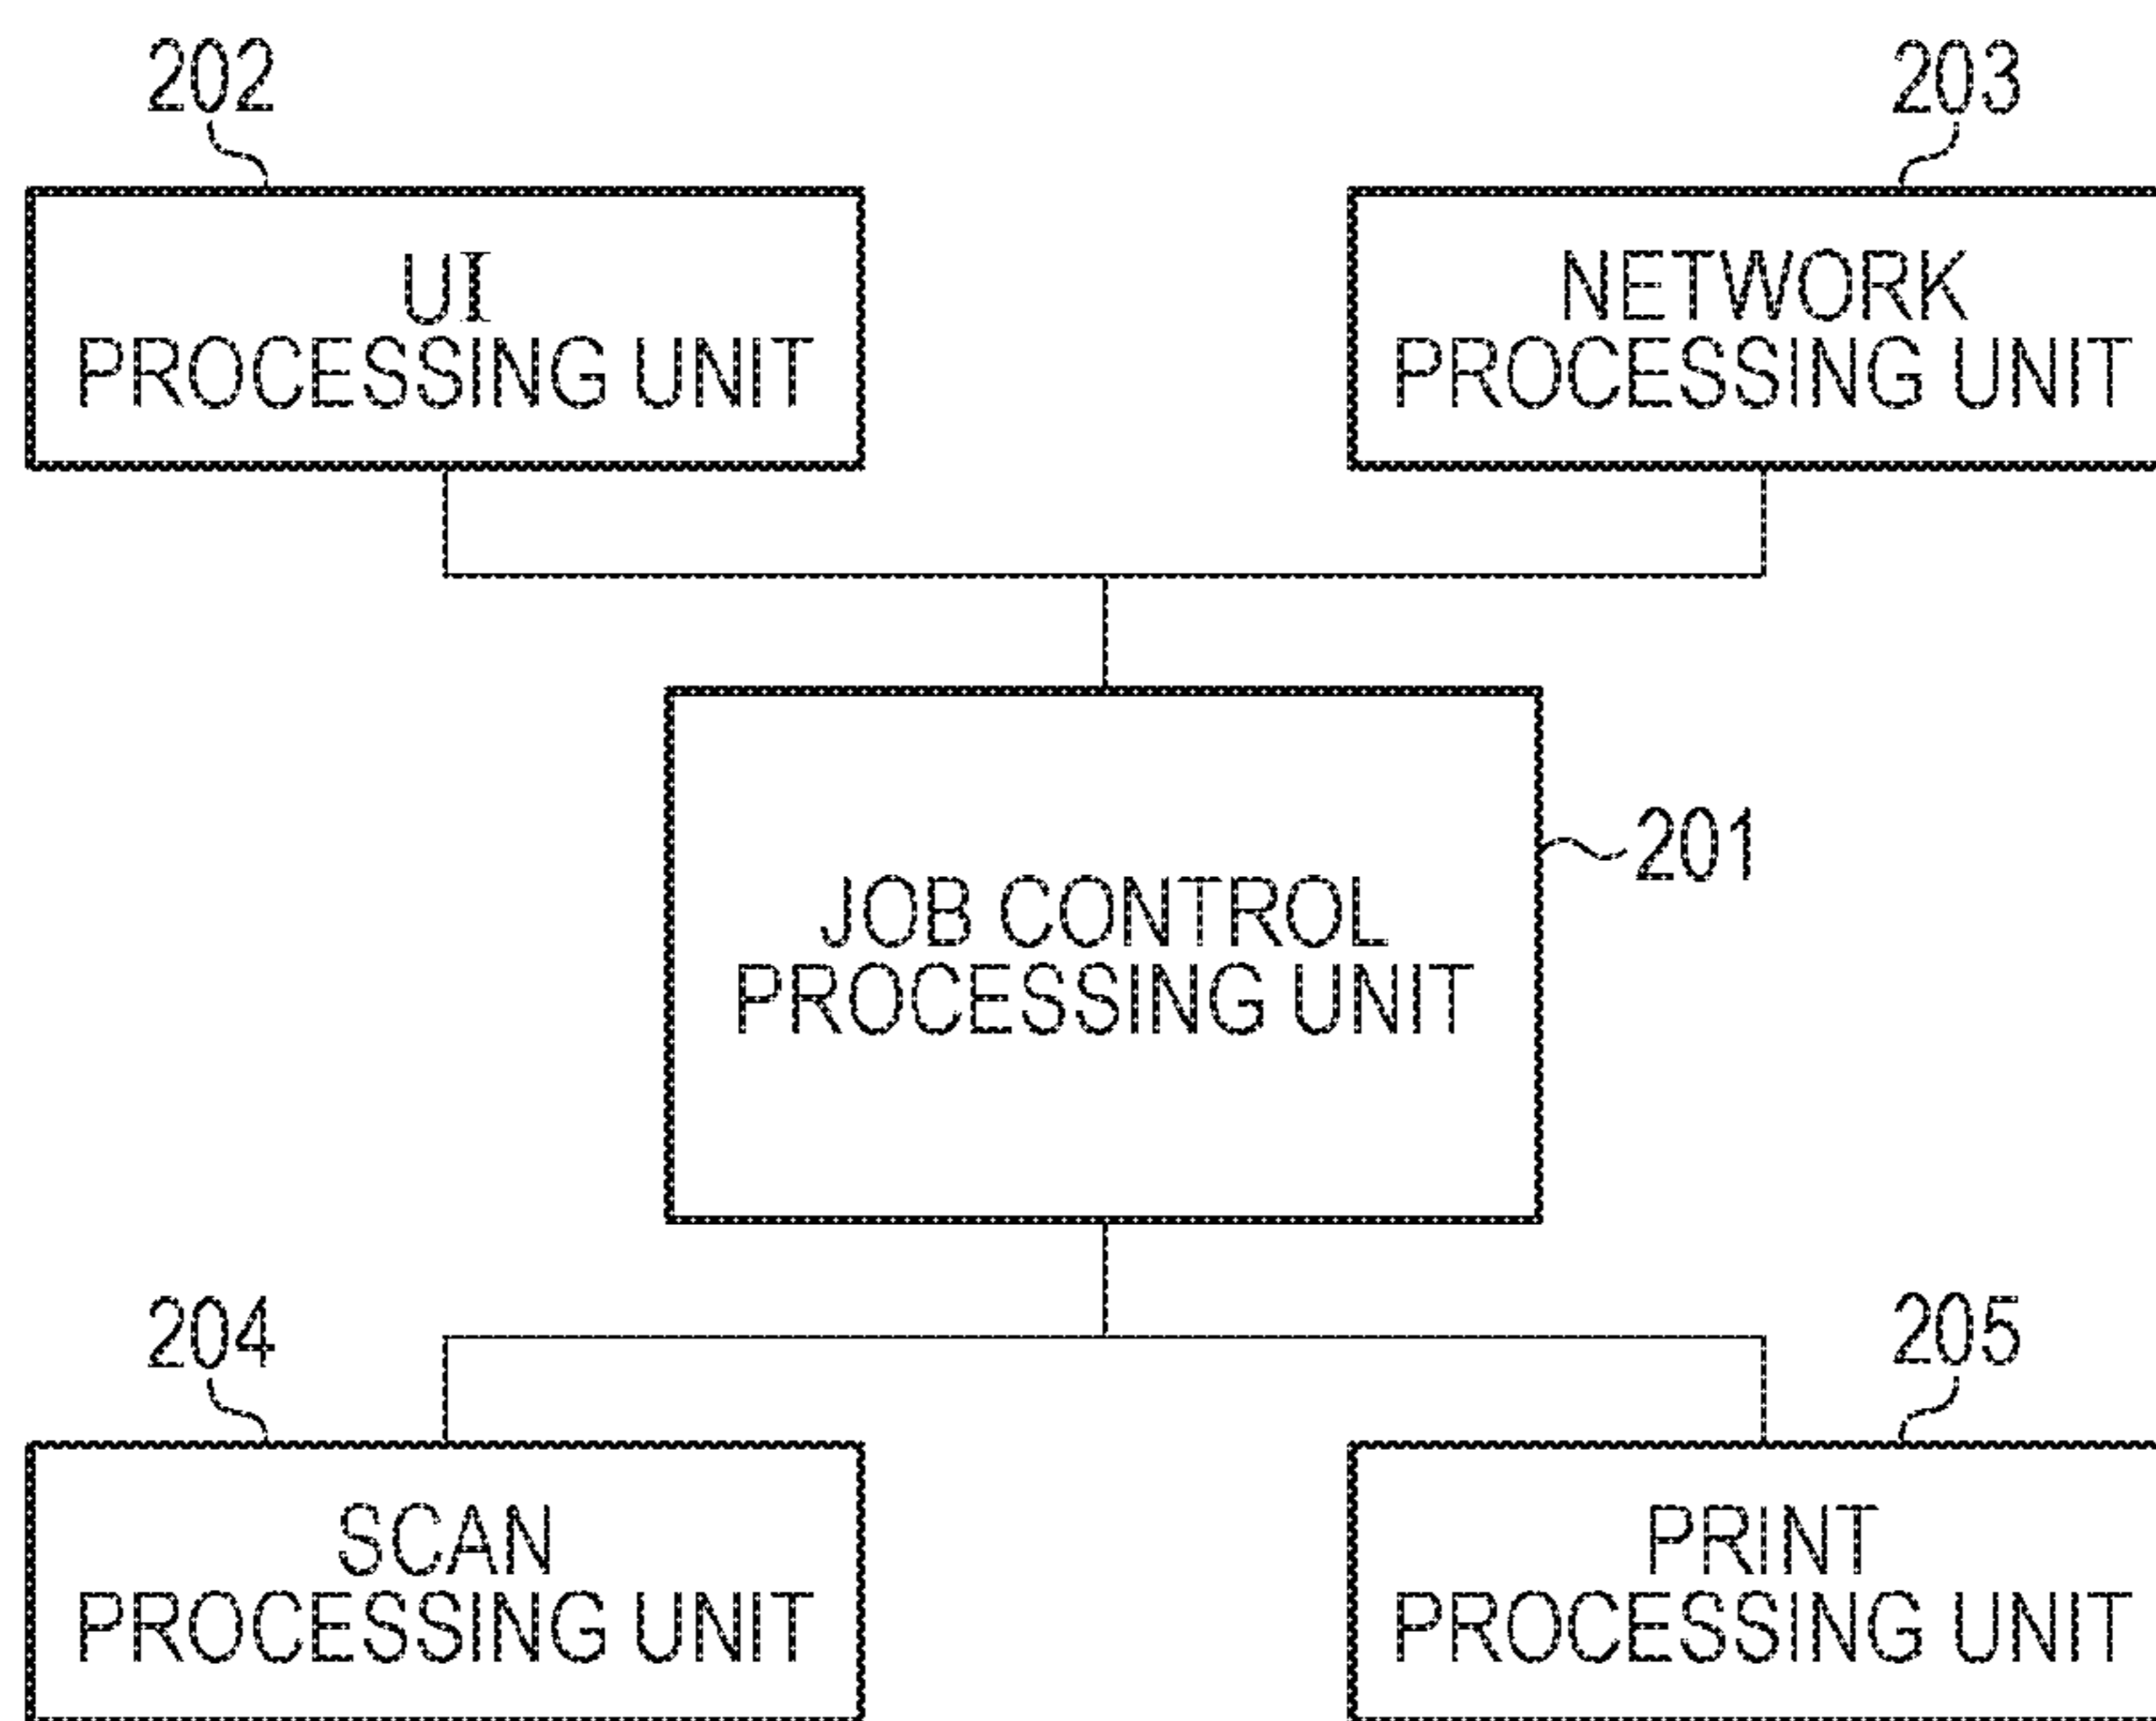 202
203
UI
PROCESSING UNIT
NETWORK
PROCESSING UNIT
201
JOB CONTROL
PROCESSING UNIT
204
205
SCAN
PROCESSING UNIT
PRINT
PROCESSING UNIT